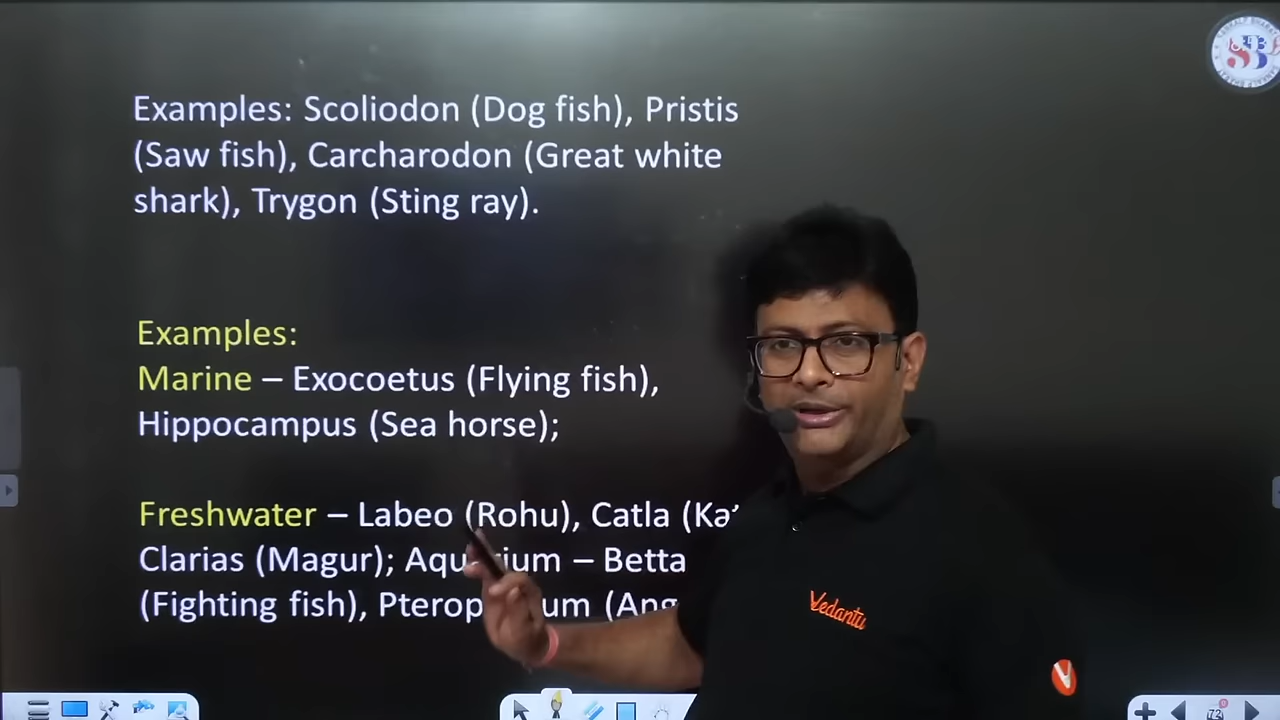 Examples: Scoliodon (Dog fish), Pristis
(Saw fish), Carcharodon (Great white
shark), Trygon (Sting ray).
Examples:
Marine – Exocoetus (Flying fish),
Hippocampus (Sea horse);
Freshwater – Labeo (Rohu), Catla
Clarias (Magur); – Betta
(Fighting fish),
Vedantu
V
72